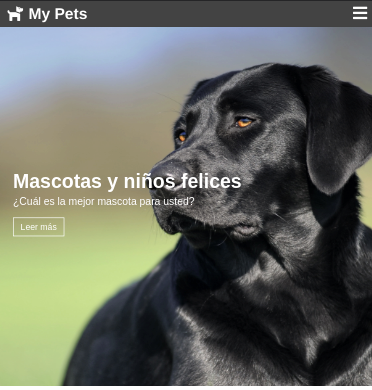 My Pets
Mascotas y niños felices
¿Cuál es la mejor mascota para usted?
Leer más